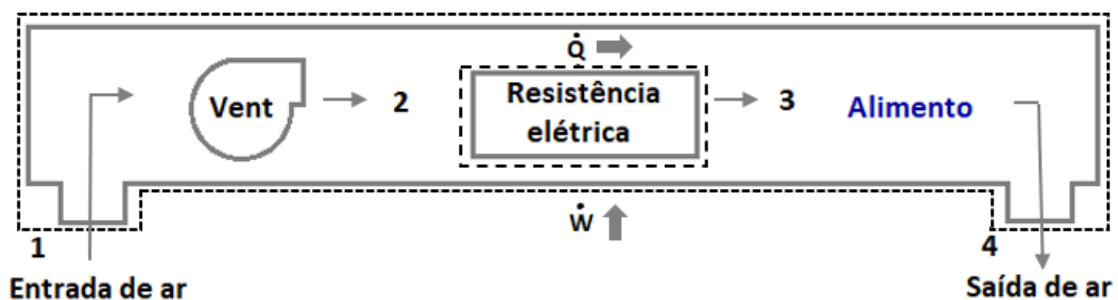 Q̇
Vent
2
Resistência
elétrica
3
Alimento
Ẇ
1
4
Entrada de ar
Saída de ar